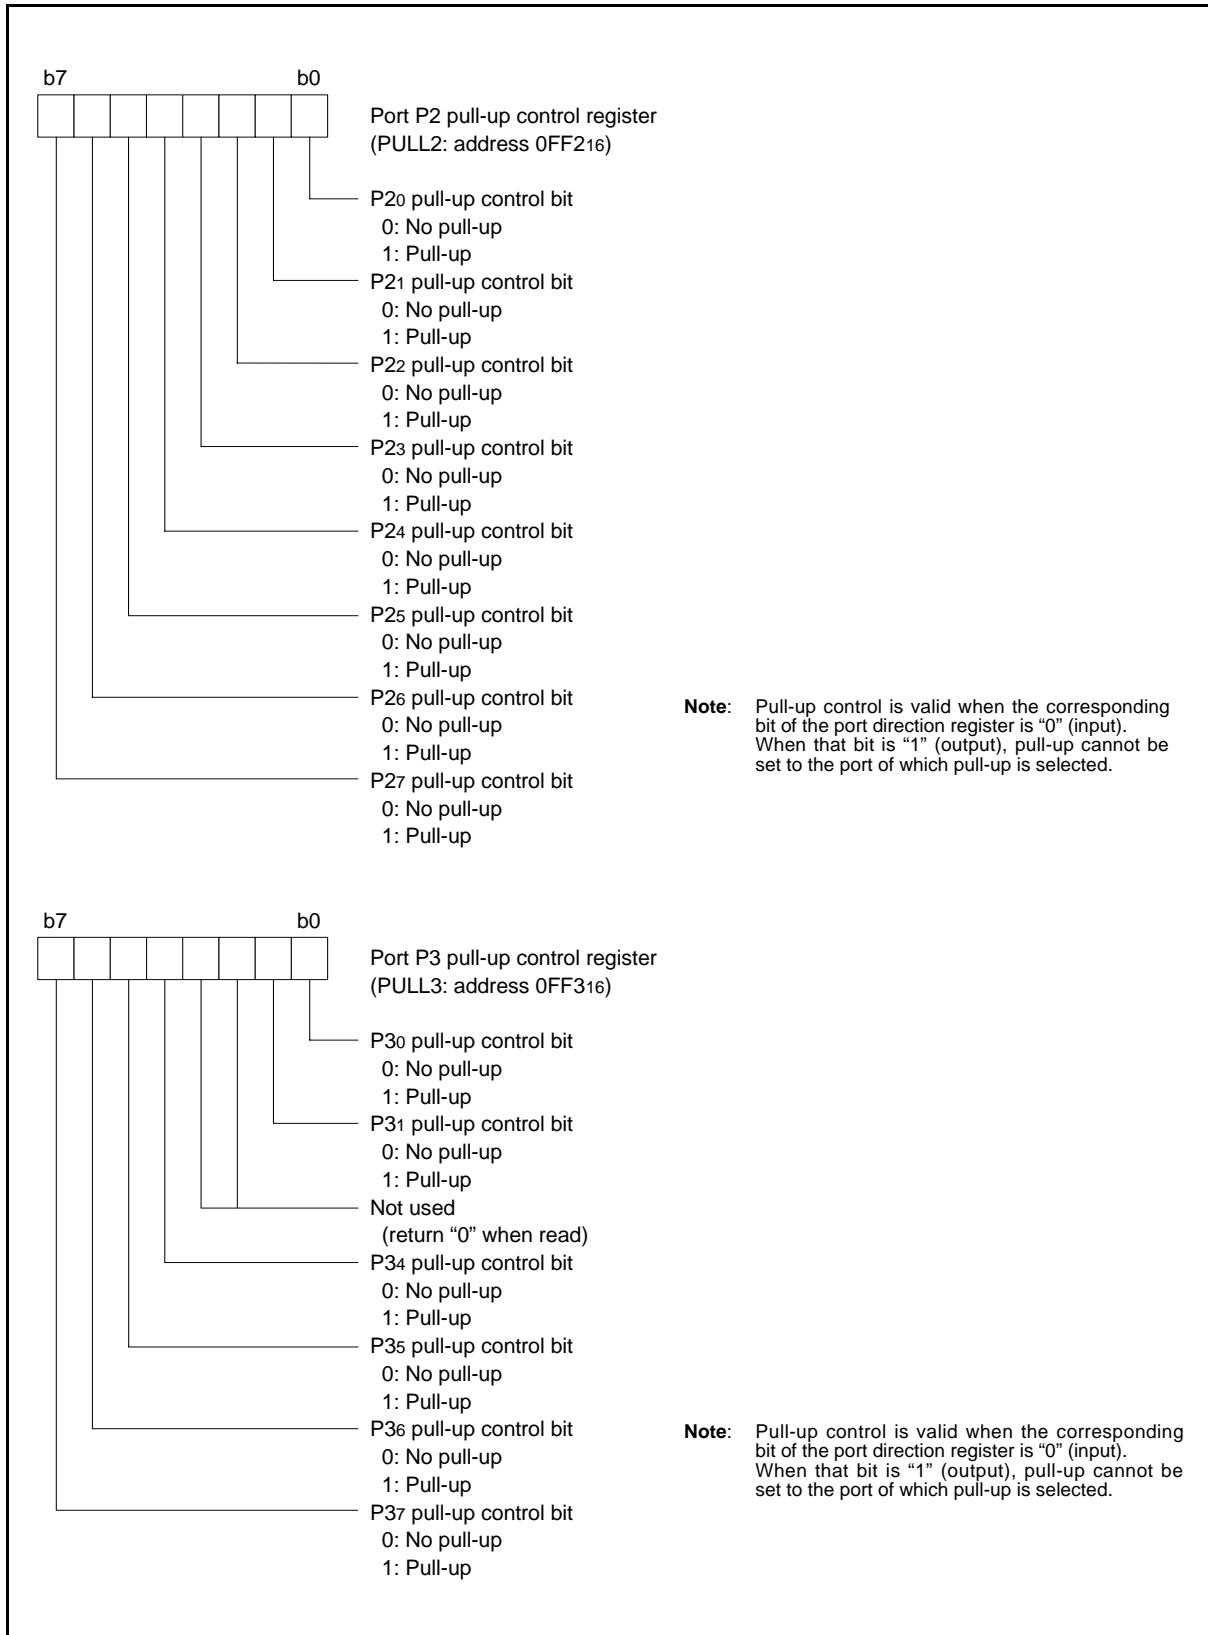 b7 b0
Port P2 pull-up control register
(PULL2: address 0FF216)
P20 pull-up control bit
0: No pull-up
1: Pull-up
P21 pull-up control bit
0: No pull-up
1: Pull-up
P22 pull-up control bit
0: No pull-up
1: Pull-up
P23 pull-up control bit
0: No pull-up
1: Pull-up
P24 pull-up control bit
0: No pull-up
1: Pull-up
P25 pull-up control bit
0: No pull-up
1: Pull-up
P26 pull-up control bit
0: No pull-up
1: Pull-up
P27 pull-up control bit
0: No pull-up
1: Pull-up
Note: Pull-up control is valid when the corresponding
bit of the port direction register is “0” (input).
When that bit is “1” (output), pull-up cannot be
set to the port of which pull-up is selected.
b7 b0
Port P3 pull-up control register
(PULL3: address 0FF316)
P30 pull-up control bit
0: No pull-up
1: Pull-up
P31 pull-up control bit
0: No pull-up
1: Pull-up
Not used
(return “0” when read)
P34 pull-up control bit
0: No pull-up
1: Pull-up
P35 pull-up control bit
0: No pull-up
1: Pull-up
P36 pull-up control bit
0: No pull-up
1: Pull-up
P37 pull-up control bit
0: No pull-up
1: Pull-up
Note: Pull-up control is valid when the corresponding
bit of the port direction register is “0” (input).
When that bit is “1” (output), pull-up cannot be
set to the port of which pull-up is selected.